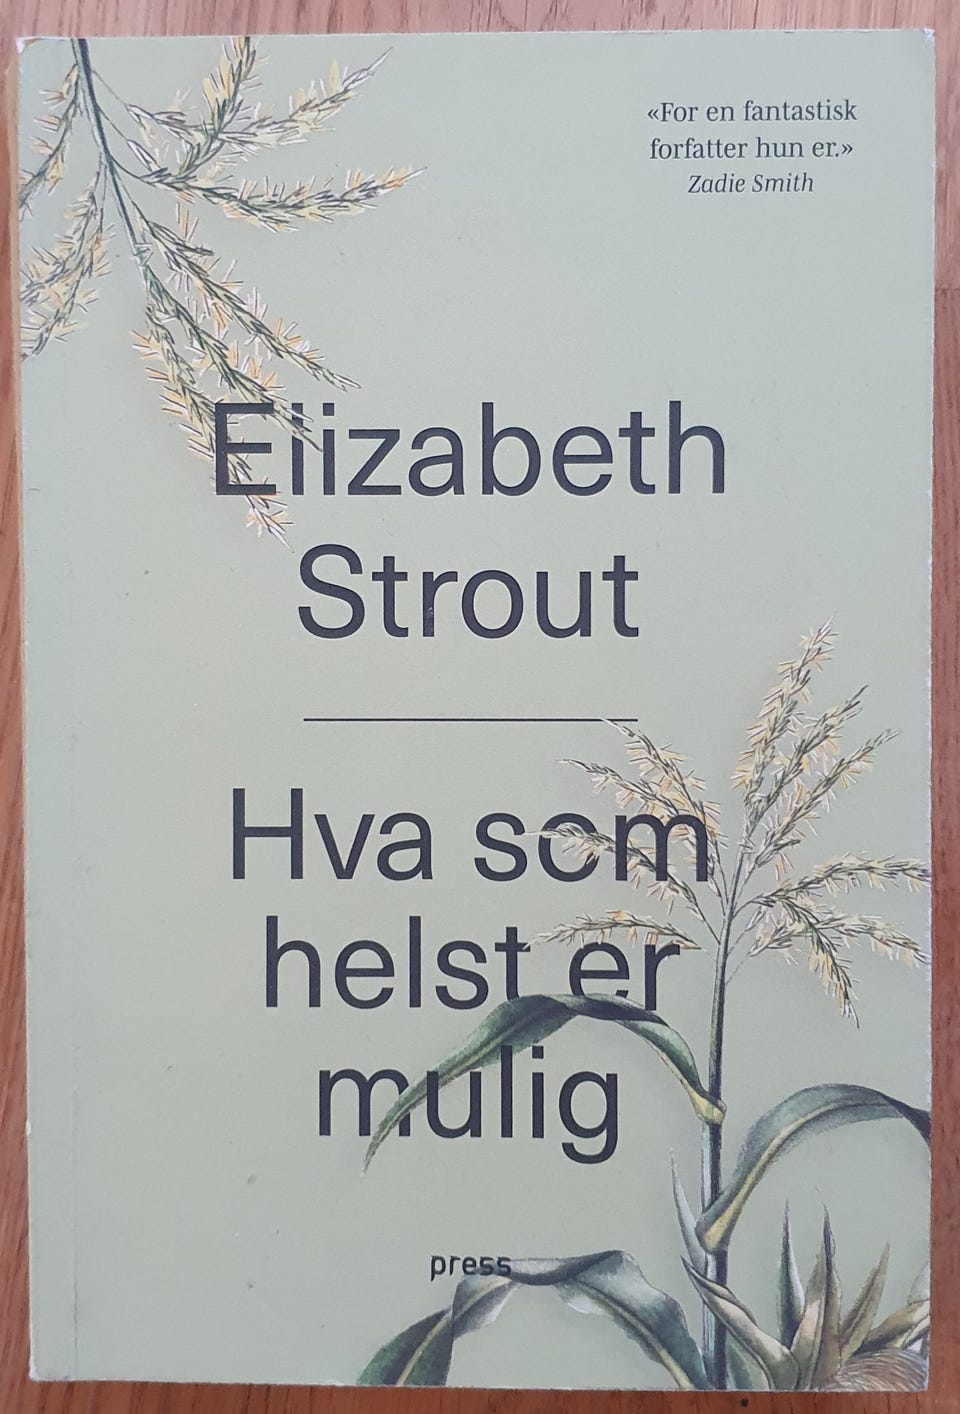 «For en fantastisk
forfatter hun er.»
Zadie Smith
Elizabeth
Strout
Hva som
helst er
mulig
press